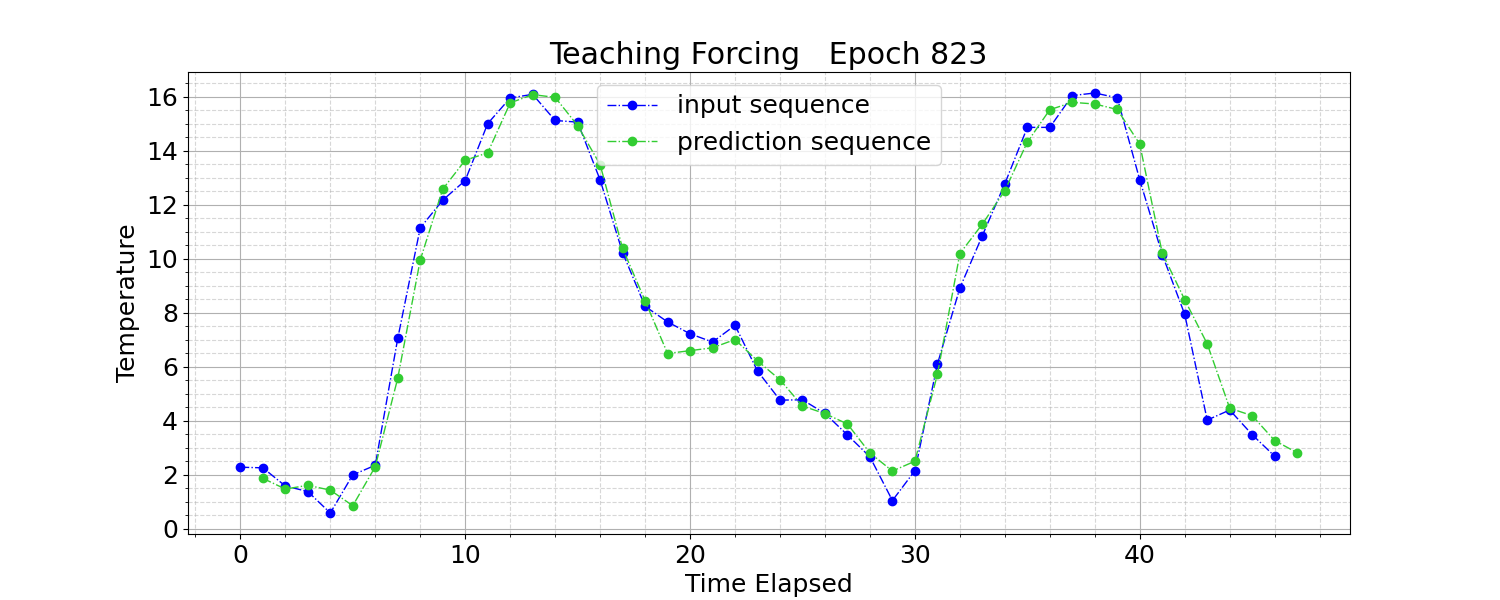 Teaching Forcing   Epoch 823
input sequence
prediction sequence
Temperature
16
14
12
10
8
6
4
2
0
0 10 20 30 40
Time Elapsed